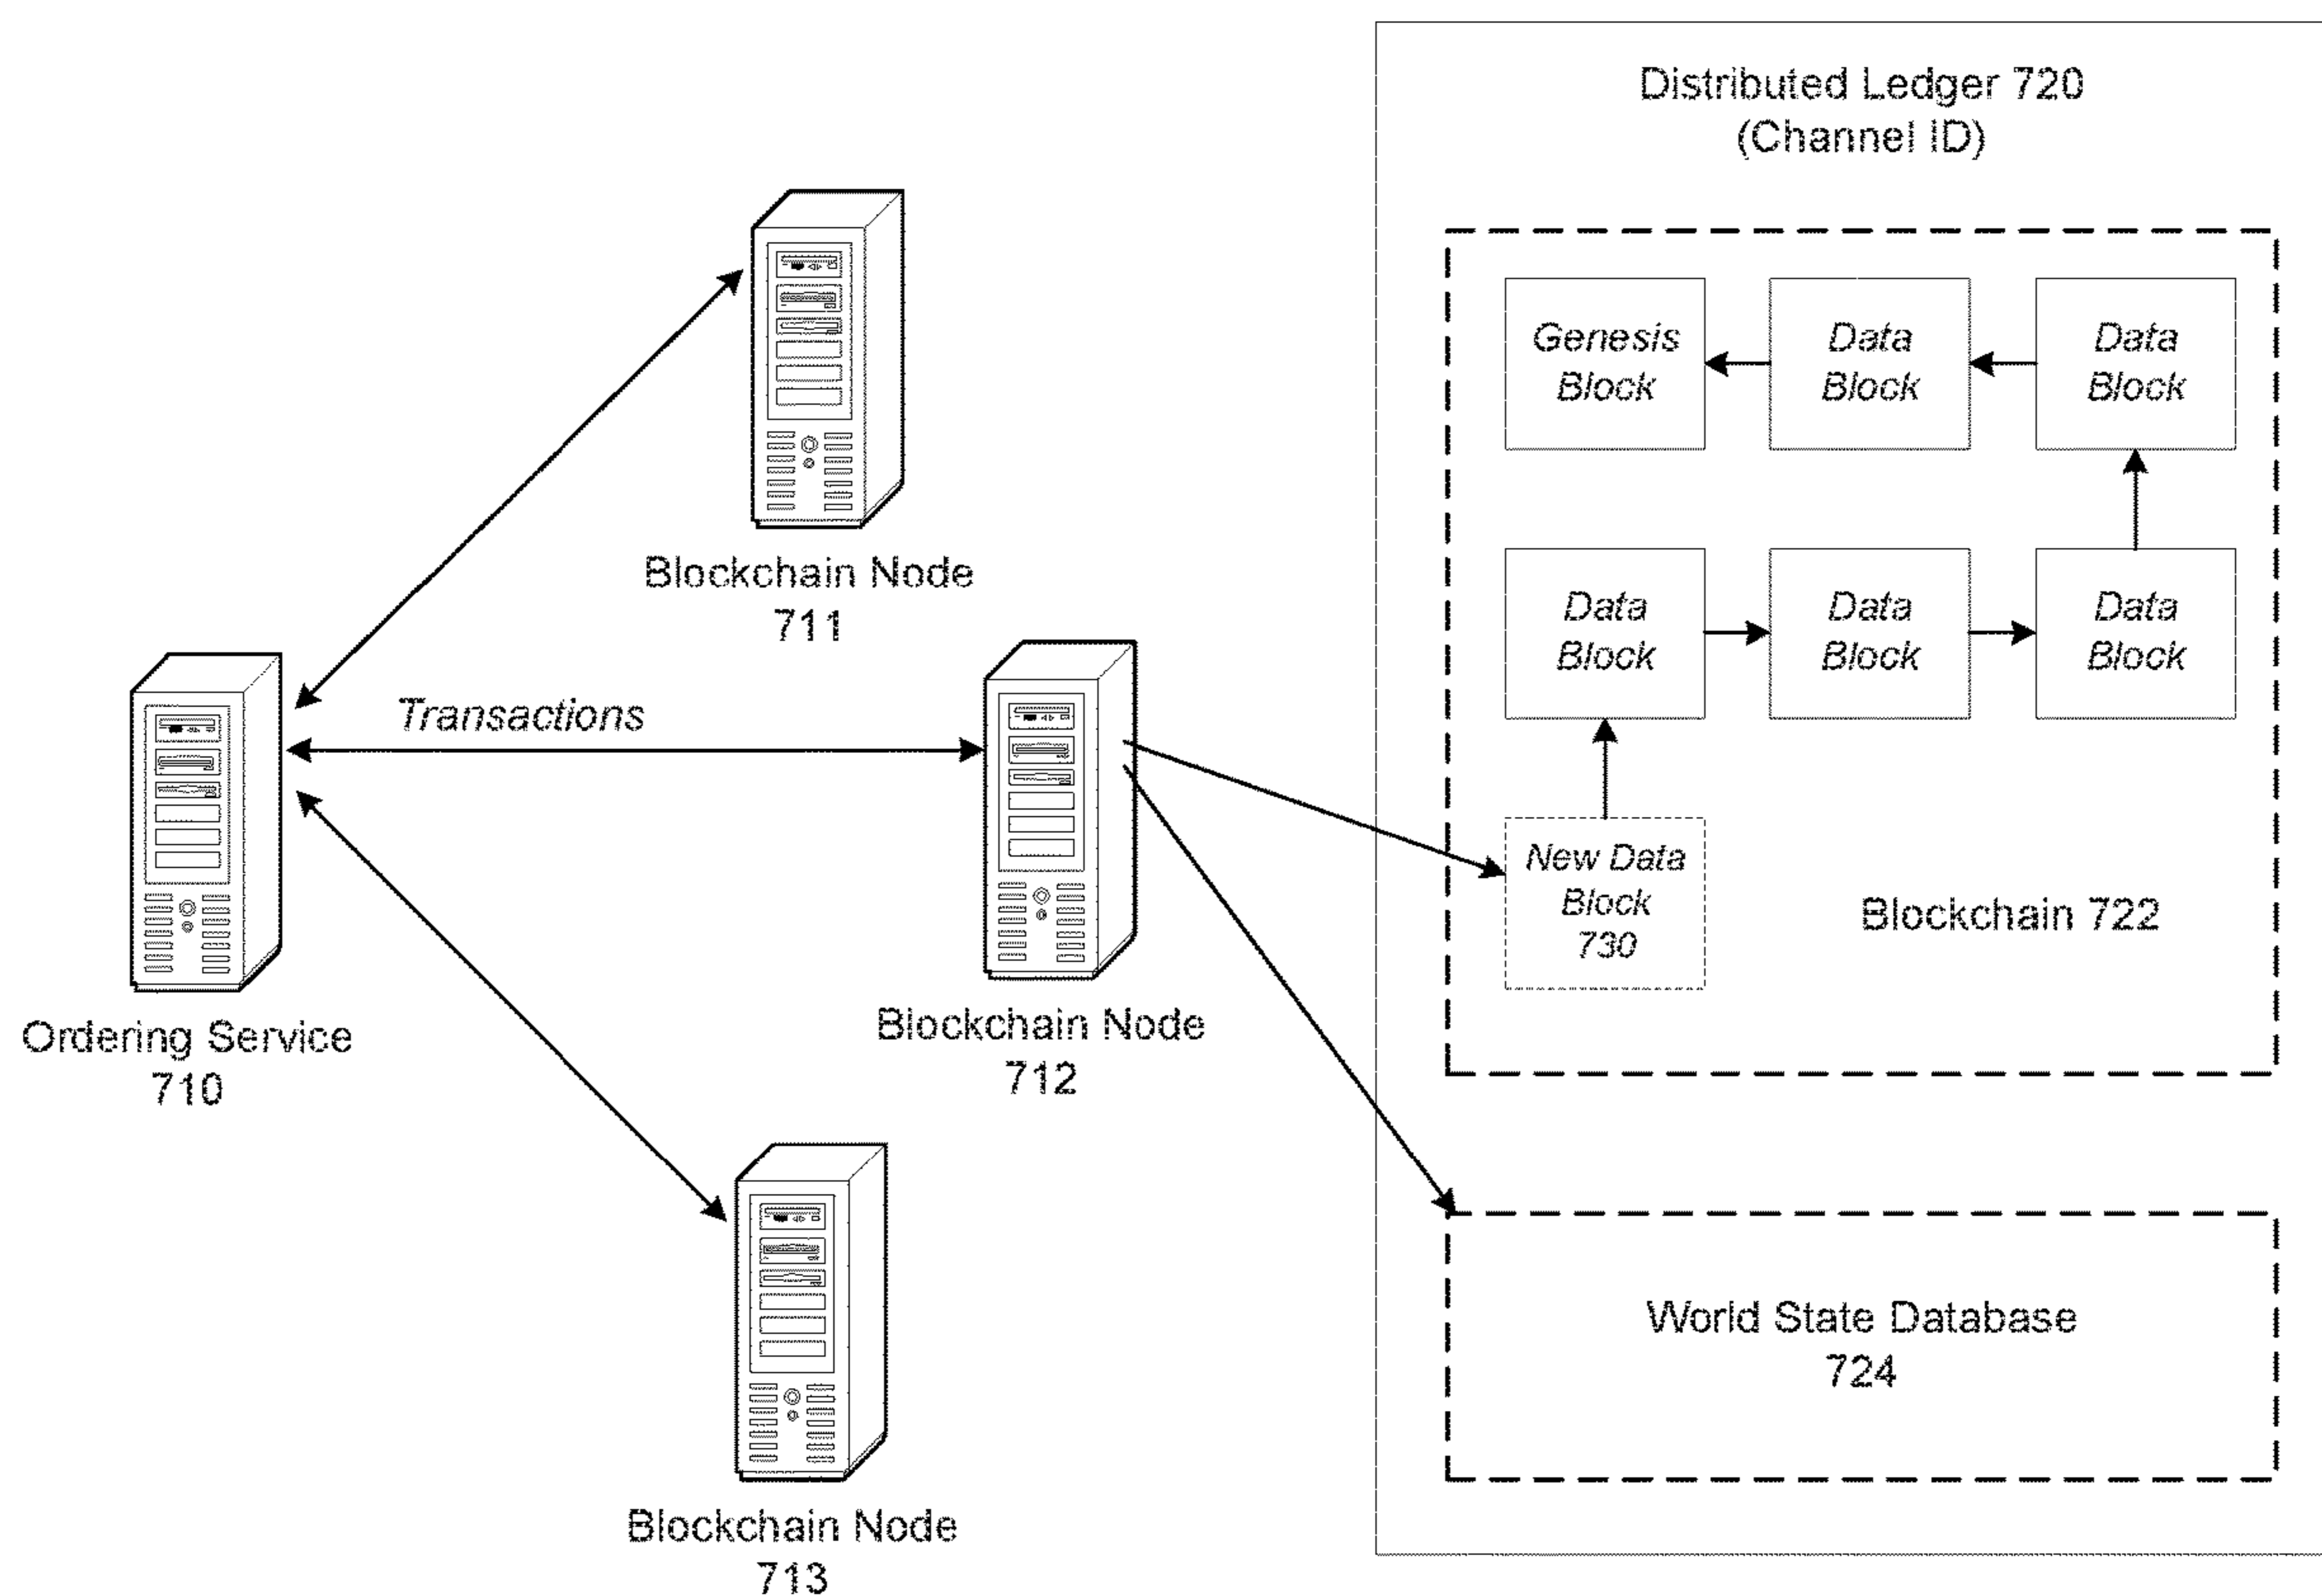 Distributed Ledger 720
(Channel ID)
Genesis
Block
Data
Block
Data
Block
Blockchain Node
711
Data
Block
Data
Block
Data
Block
Transactions
New Data
Block
730
Blockchain 722
Ordering Service
710
Blockchain Node
712
World State Database
724
Blockchain Node
713